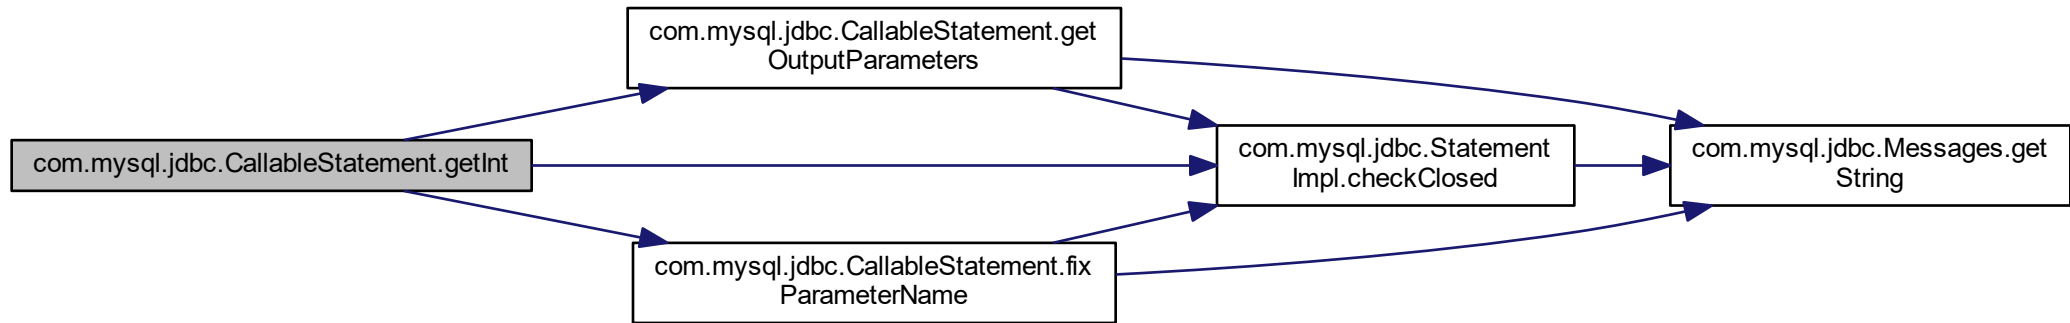 com.mysql.jdbc.CallableStatement.getInt
com.mysql.jdbc.CallableStatement.get
OutputParameters
com.mysql.jdbc.CallableStatement.fix
ParameterName
com.mysql.jdbc.Statement
Impl.checkClosed
com.mysql.jdbc.Messages.get
String